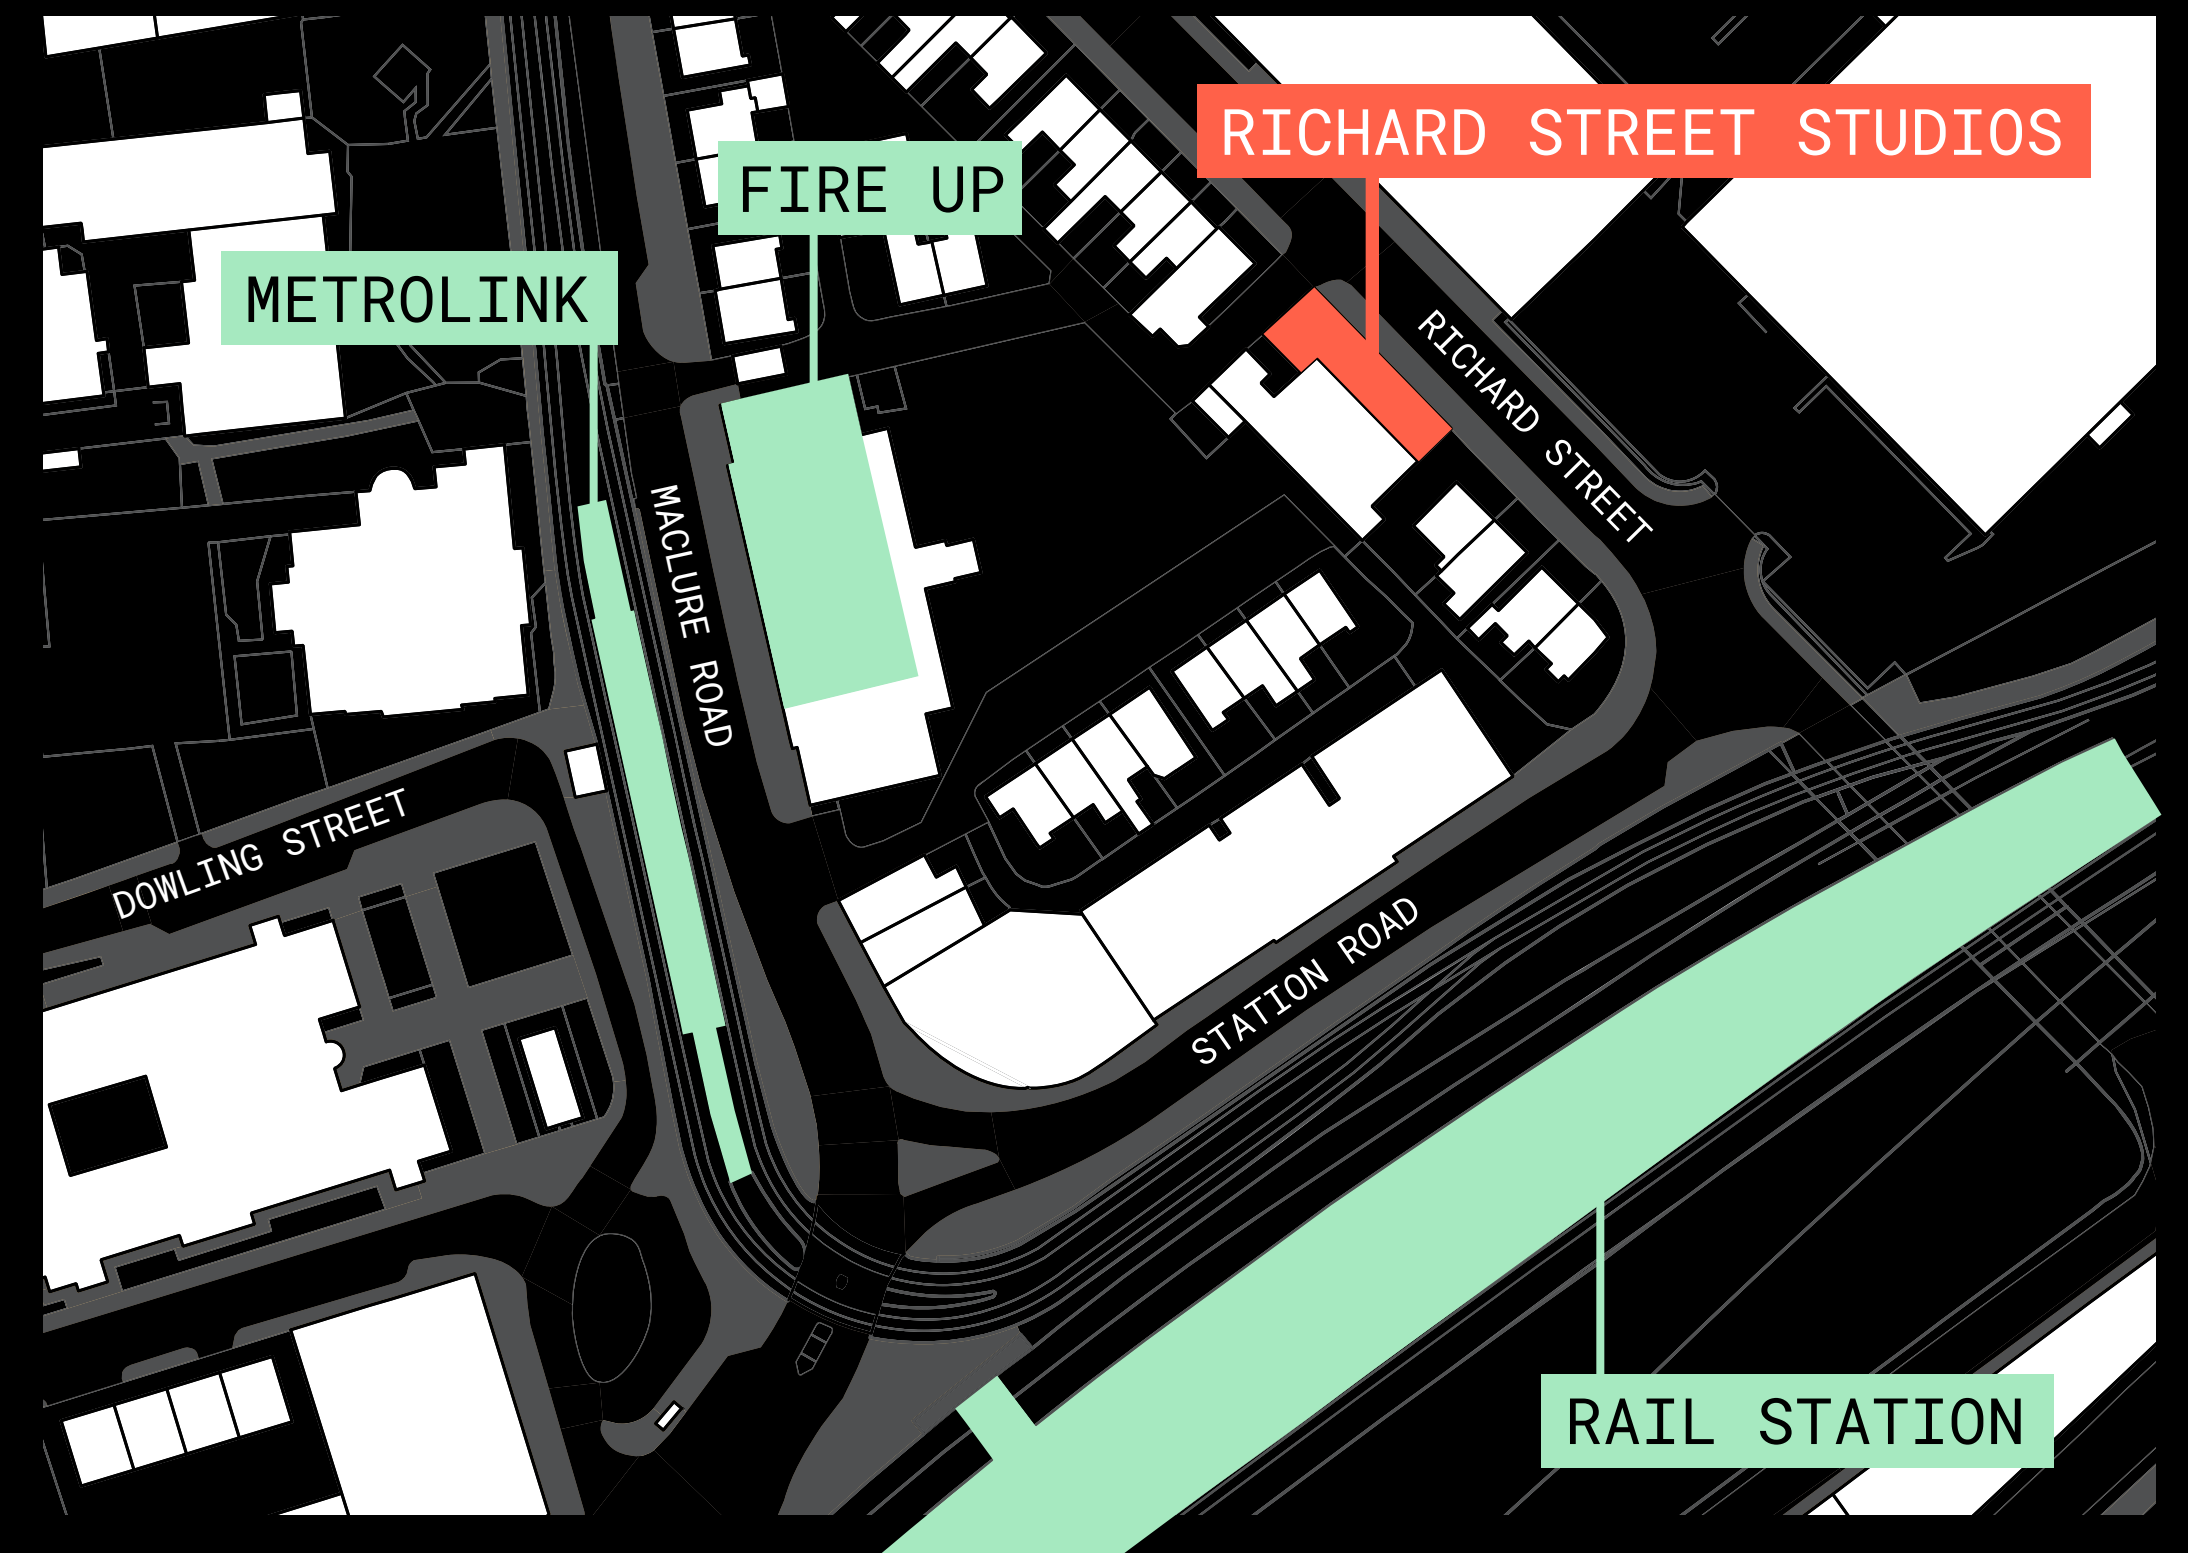 RICHARD STREET STUDIOS
FIRE UP
METROLINK
RICHARD STREET
MACLURE ROAD
DOWLING STREET
STATION ROAD
RAIL STATION